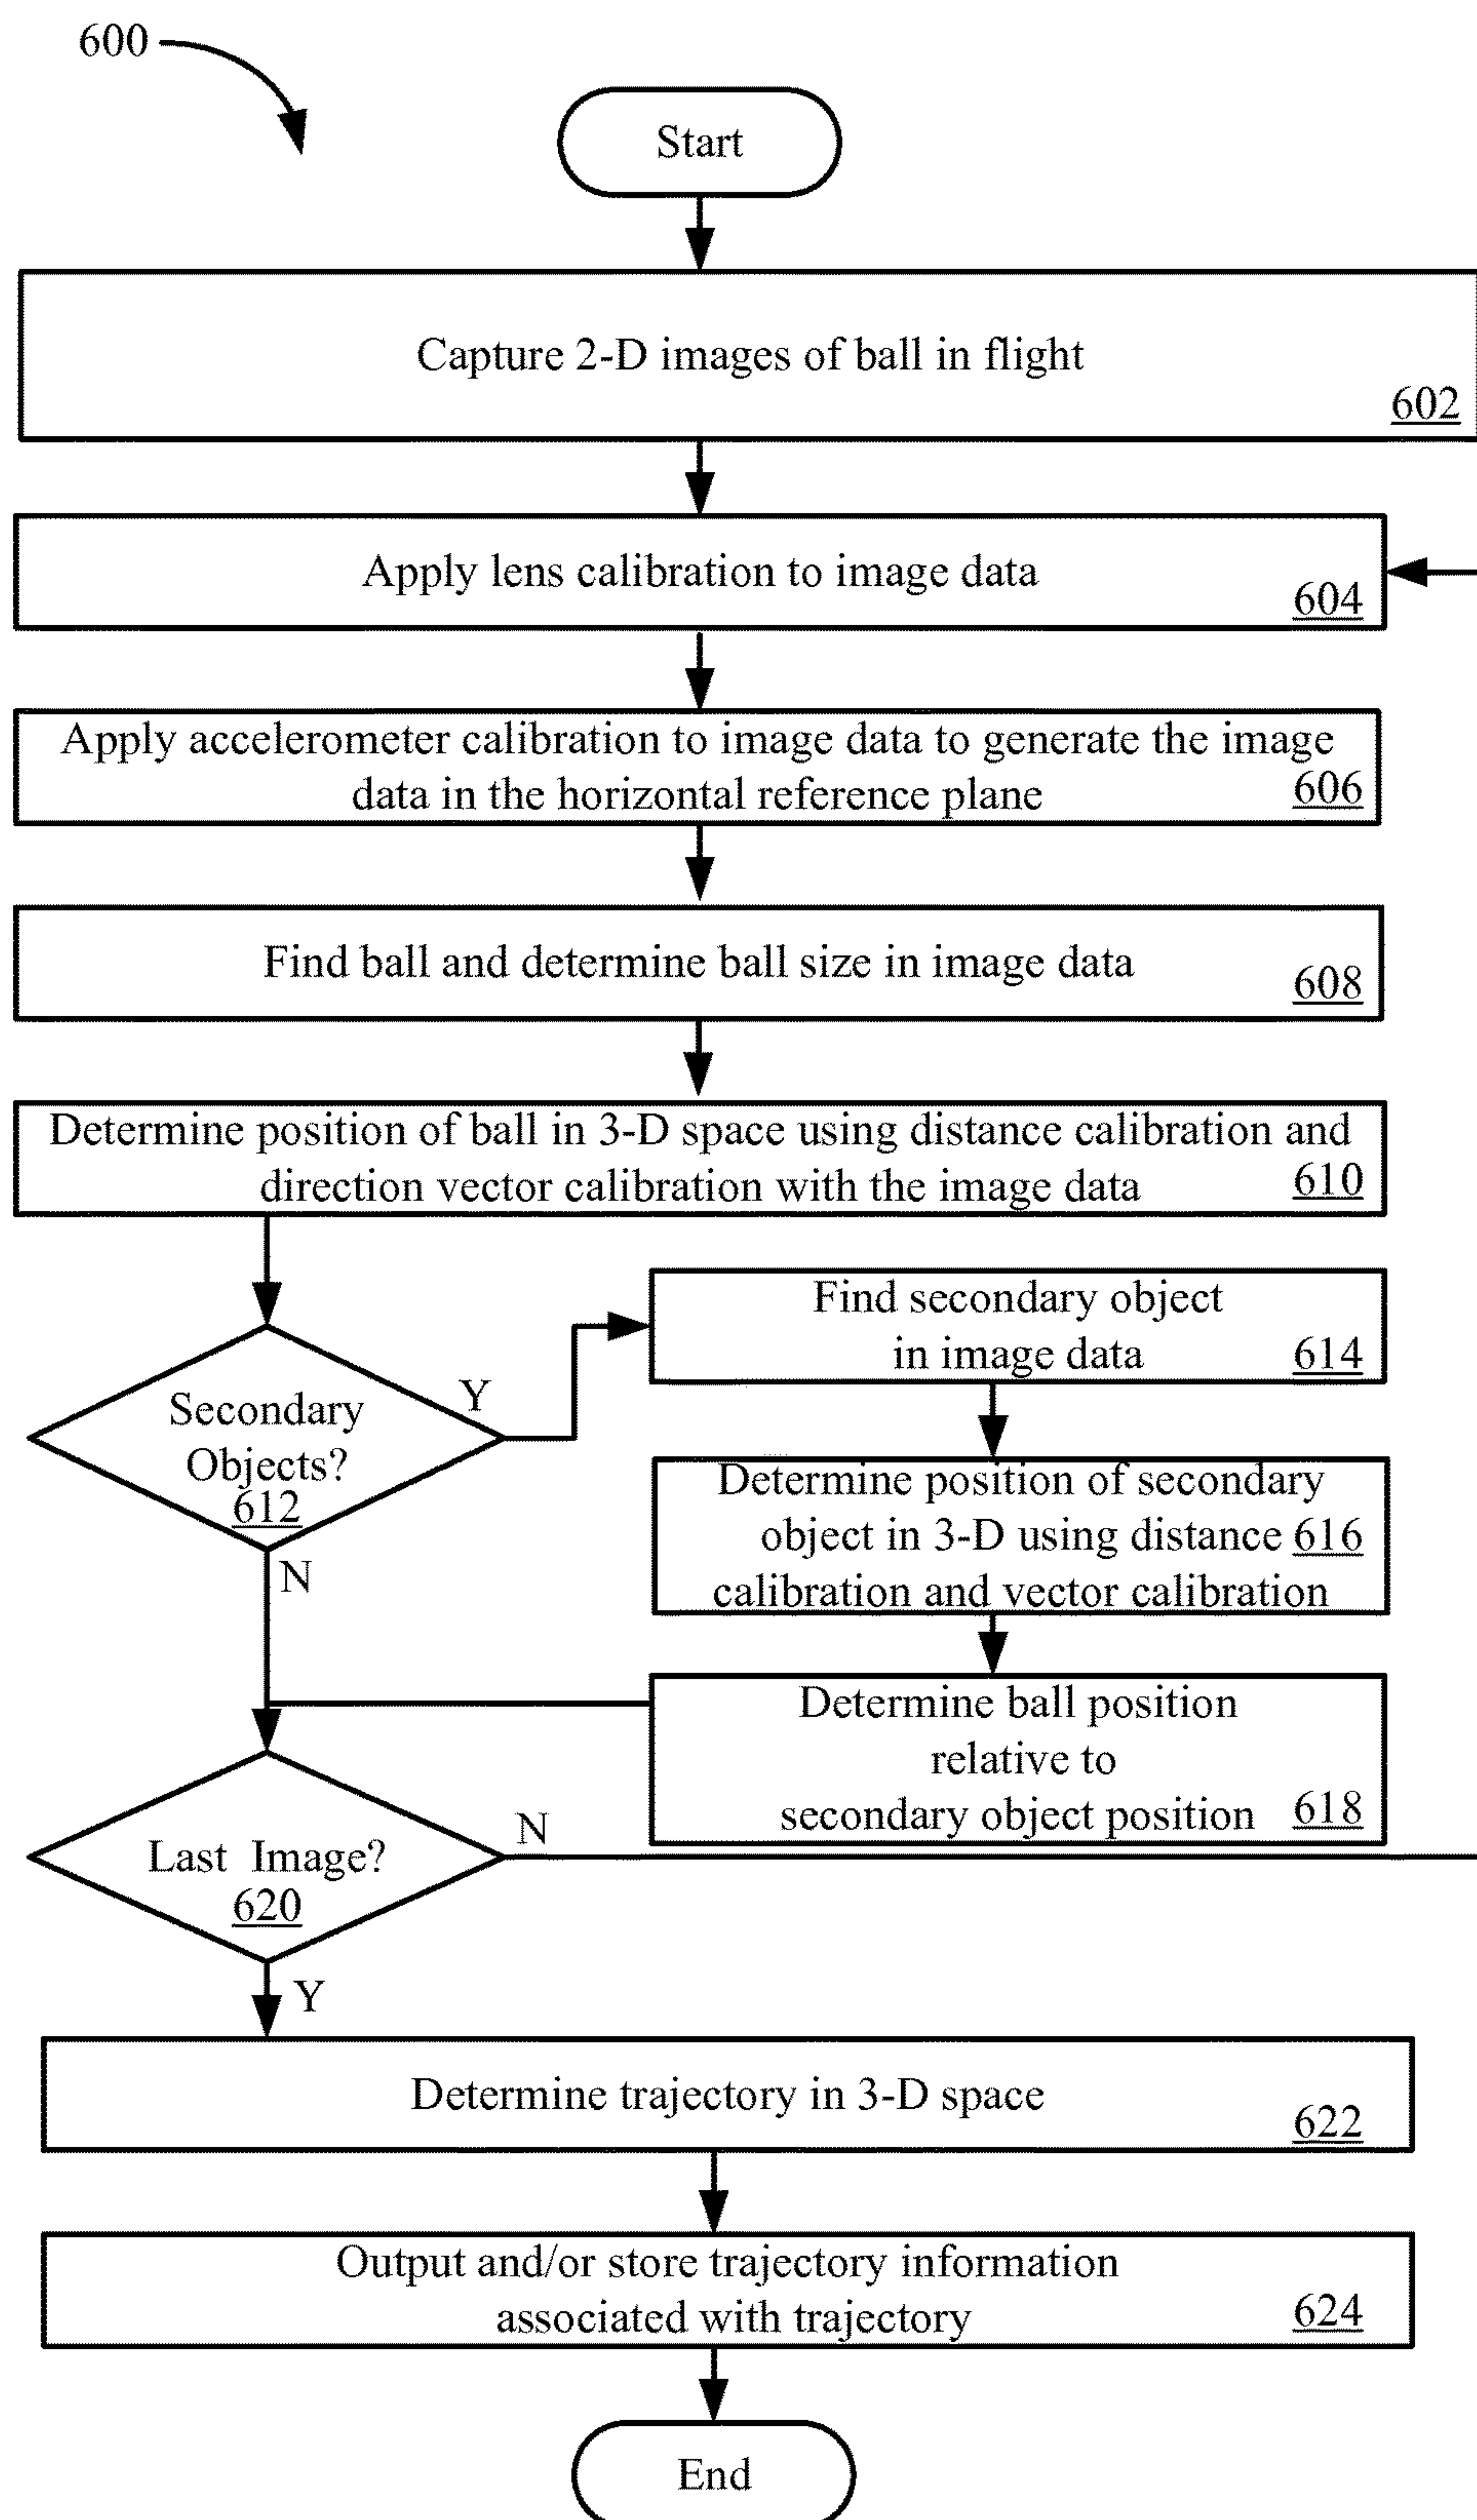 600
Start
Capture 2-D images of ball in flight
602
Apply lens calibration to image data
604
Apply accelerometer calibration to image data to generate the image
data in the horizontal reference plane
606
Find ball and determine ball size in image data
608
Determine position of ball in 3-D space using distance calibration and
direction vector calibration with the image data
610
Secondary
Objects?
612
Y
N
Find secondary object
in image data
614
Determine position of secondary
object in 3-D using distance 616
calibration and vector calibration
Determine ball position
relative to
secondary object position
618
Last Image?
620
N
Y
Determine trajectory in 3-D space
622
Output and/or store trajectory information
associated with trajectory
624
End